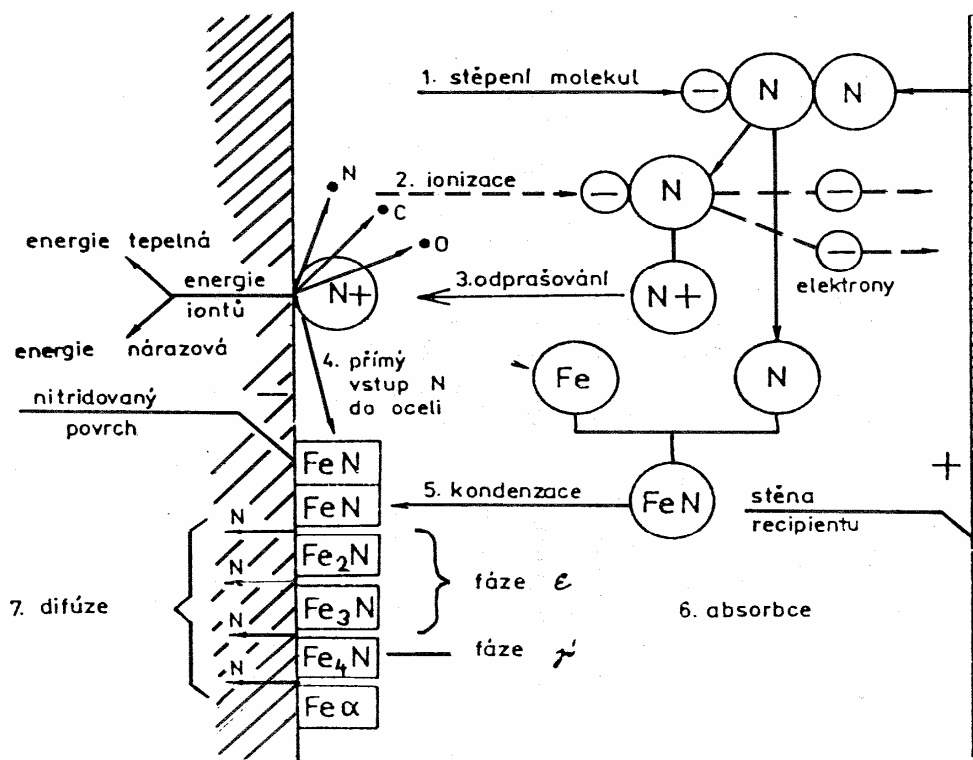 1. stěpení molekul
−
N
N
N
2. ionizace
−
N
−
C
O
−
energie tepelná
energie
iontů
N+
3.odprašování
N+
elektrony
energie nárazová
4. přímý
vstup N
do oceli
Fe
N
−
nitridovaný
povrch
FeN
+
FeN
5. kondenzace
FeN
stěna
recipientu
N
Fe2N
N
fáze ε
7. difúze
Fe3N
6. absorbce
N
Fe4N
fáze γ'
N
Feα